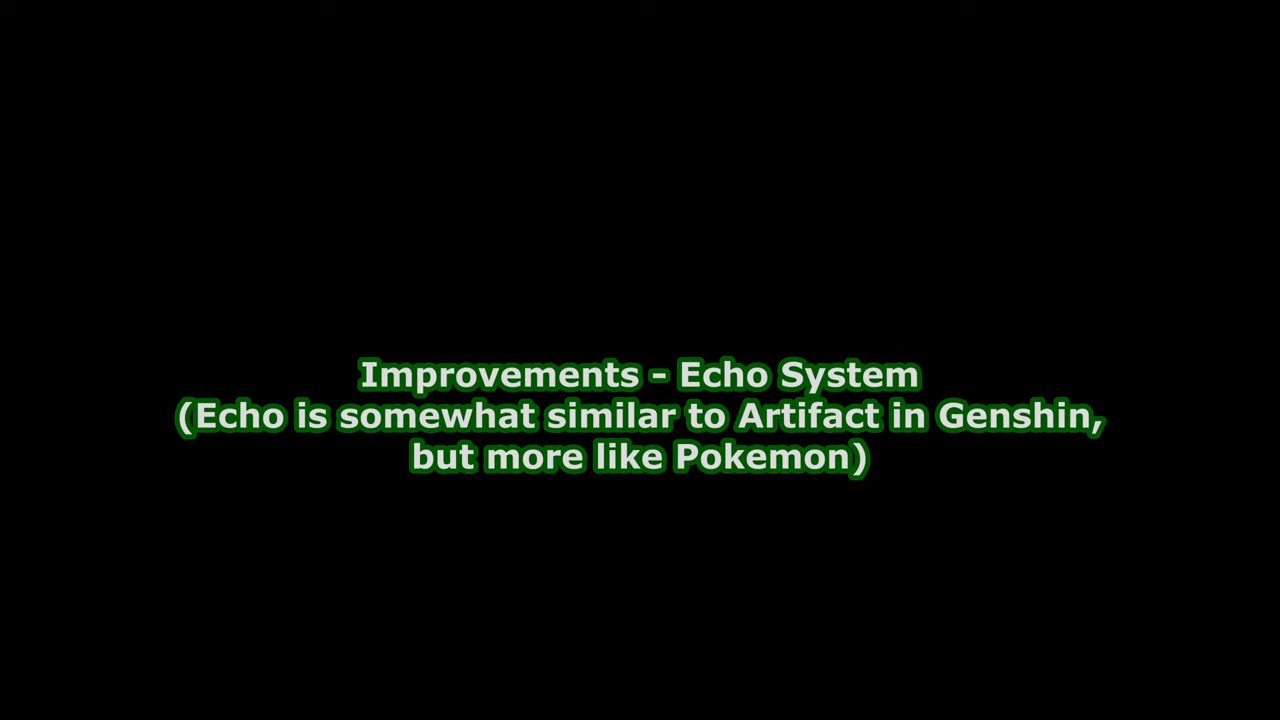 Improvements - Echo System
(Echo is somewhat similar to Artifact in Genshin,
but more like Pokemon)